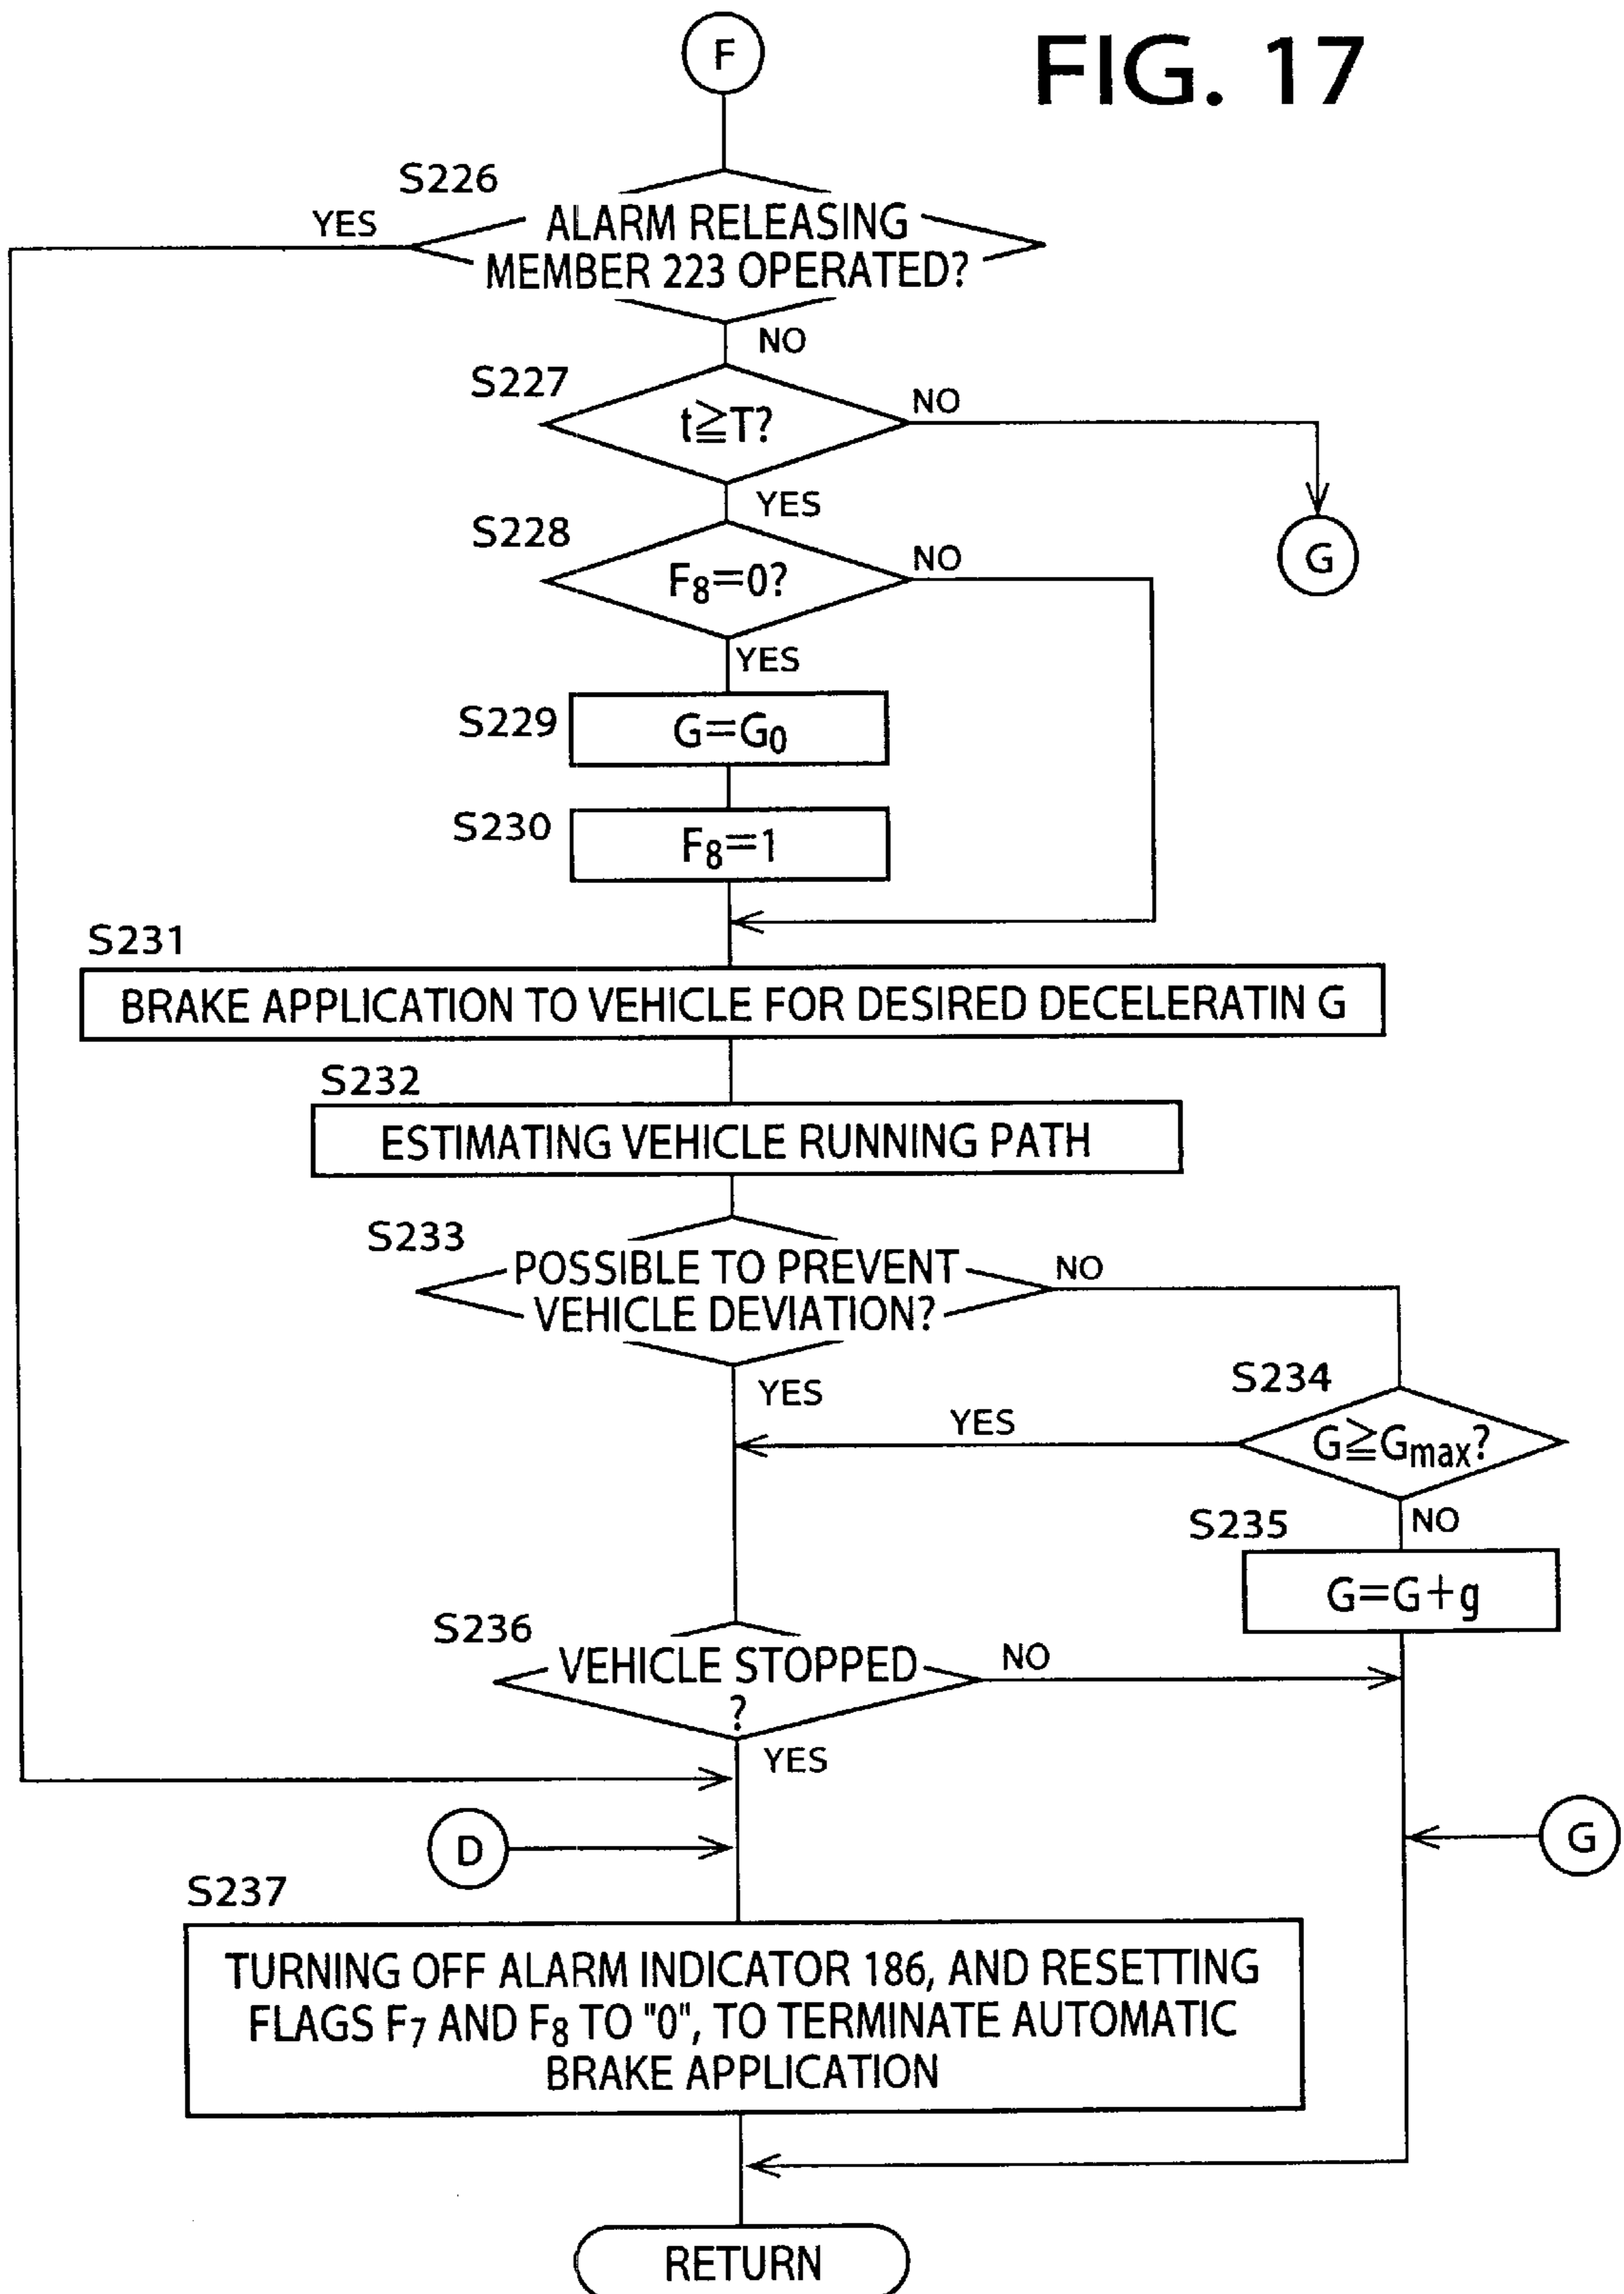 FIG. 17
F
S226
YES
ALARM RELEASING
MEMBER 223 OPERATED?
NO
S227
t≧T?
NO
YES
G
S228
F₈=0?
NO
YES
S229
G=G₀
S230
F₈=1
S231
BRAKE APPLICATION TO VEHICLE FOR DESIRED DECELERATIN G
S232
ESTIMATING VEHICLE RUNNING PATH
S233
POSSIBLE TO PREVENT
VEHICLE DEVIATION?
NO
YES
S234
G≧Gmax?
YES
NO
S235
G=G+g
S236
VEHICLE STOPPED
?
NO
YES
D
G
S237
TURNING OFF ALARM INDICATOR 186, AND RESETTING
FLAGS F₇ AND F₈ TO "0", TO TERMINATE AUTOMATIC
BRAKE APPLICATION
RETURN